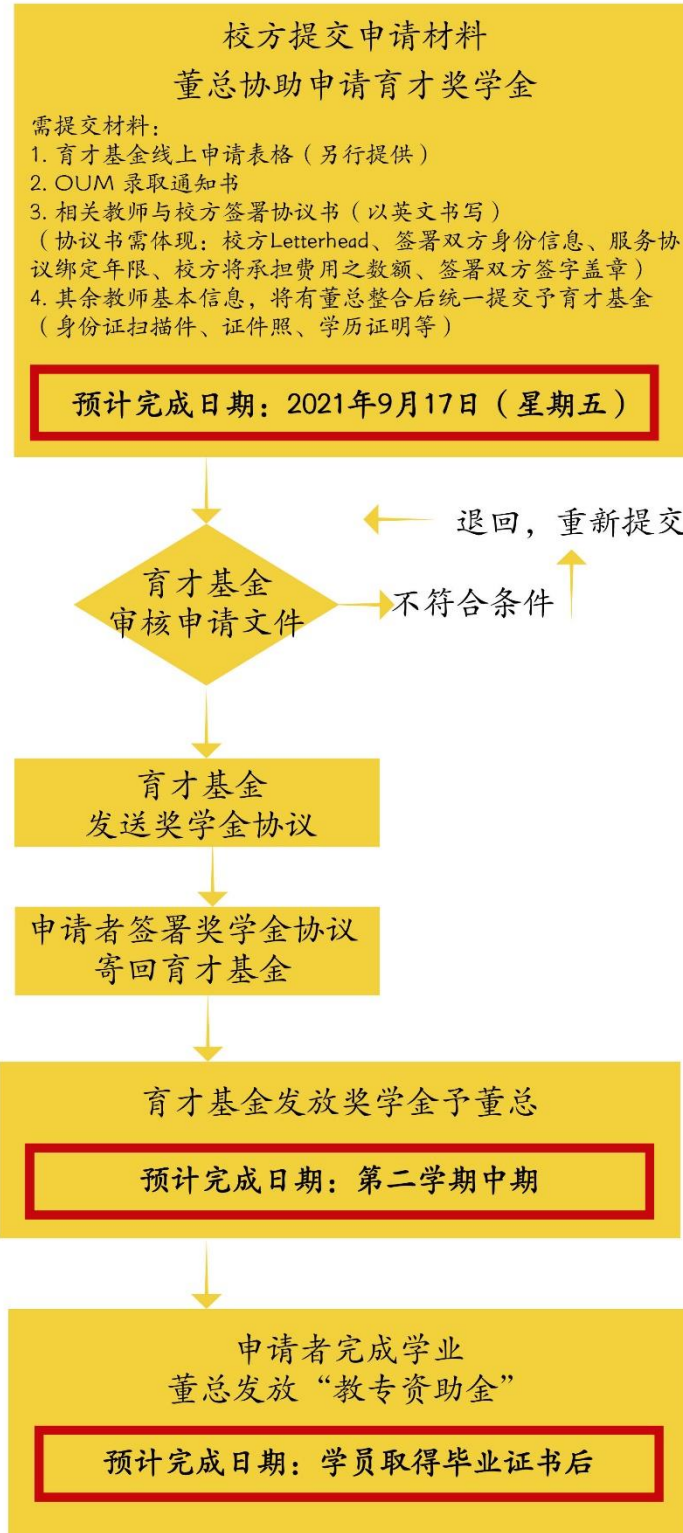 校方提交申请材料
董总协助申请育才奖学金
需提交材料：
1. 育才基金线上申请表格（另行提供）
2. OUM 录取通知书
3. 相关教师与校方签署协议书（以英文书写）
（协议书需体现：校方Letterhead、签署双方身份信息、服务协
议绑定年限、校方将承担费用之数额、签署双方签字盖章）
4. 其余教师基本信息，将有董总整合后统一提交予育才基金
（身份证扫描件、证件照、学历证明等）
预计完成日期：2021年9月17日（星期五）
退回，重新提交
育才基金
审核申请文件
不符合条件
育才基金
发送奖学金协议
申请者签署奖学金协议
寄回育才基金
育才基金发放奖学金予董总
预计完成日期：第二学期中期
申请者完成学业
董总发放“教专资助金”
预计完成日期：学员取得毕业证书后